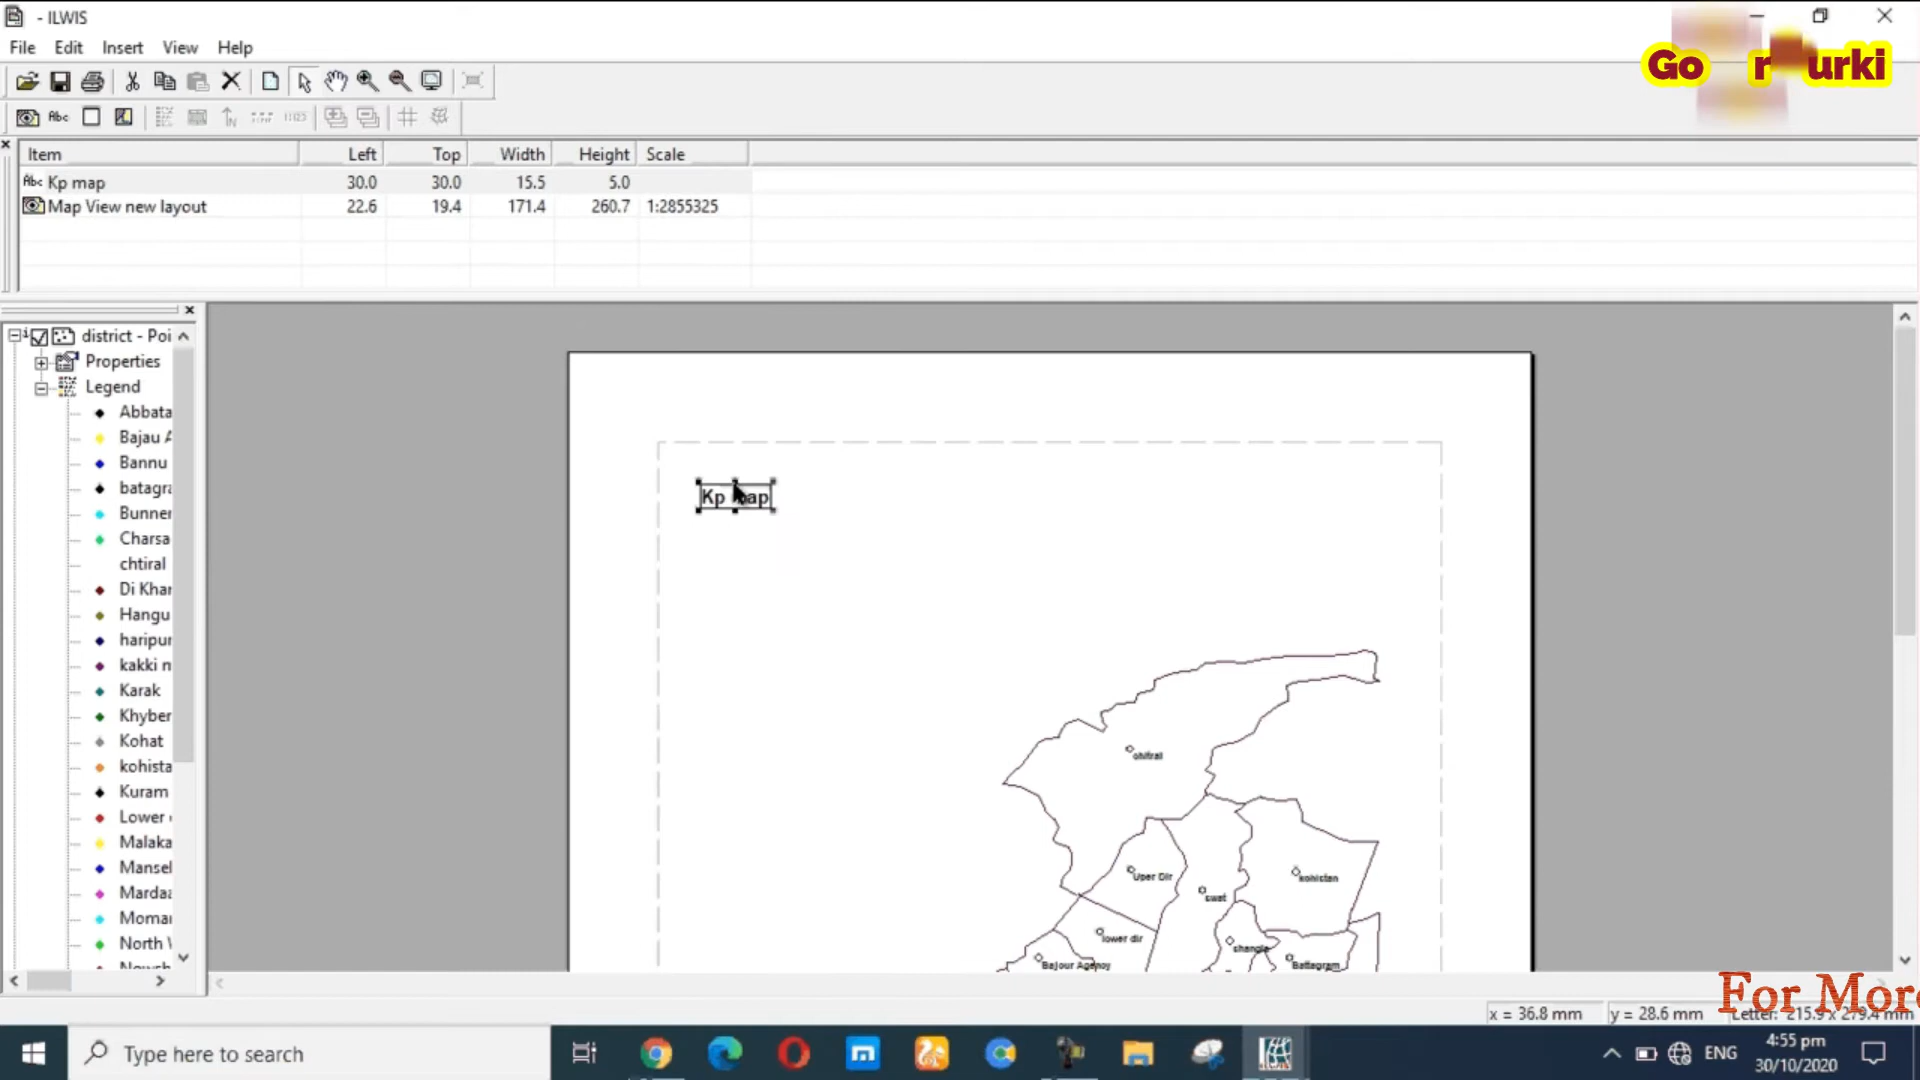 - ILWIS
File Edit Insert View Help
Go r urki
Abc
Item Left Top Width Height Scale
Abc Kp map 30.0 30.0 15.5 5.0
Map View new layout 22.6 19.4 171.4 260.7 1:2855325
district - Poi
Properties
Legend
Abbata
Bajau A
Bannu
batagra
Bunner
Charsa
chtiral
Di Khar
Hangu
haripur
kakki n
Karak
Khyber
Kohat
kohista
Kuram
Lower
Malaka
Mansel
Mardaa
Momar
North
Kp map
chitral
Uper Dir
kohistan
swat
lower dir
shangla
Bajour Agency
Battagram
For More
x = 36.8 mm y = 28.6 mm Letter: 215.9 x 279.4 mm
Type here to search
ENG
4:55 pm
30/10/2020